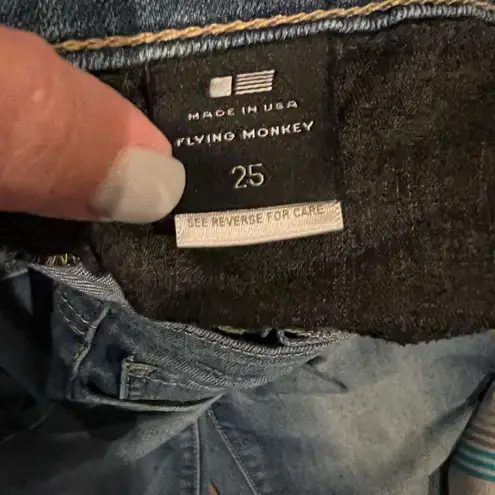 MADE IN USA
FLYING MONKEY
25
SEE REVERSE FOR CARE